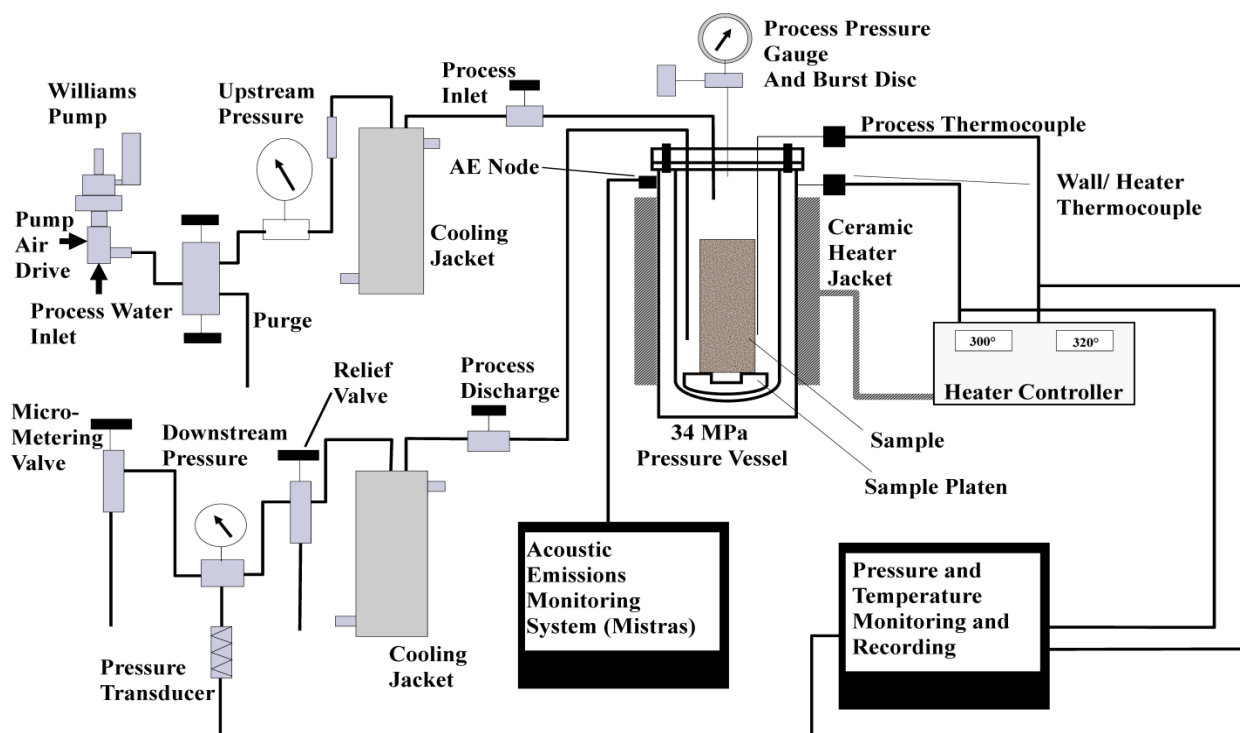 Williams
Pump
Upstream
Pressure
Process
Inlet
Process Pressure
Gauge
And Burst Disc
Process Thermocouple
AE Node
Wall/ Heater
Thermocouple
Pump
Air
Drive
Cooling
Jacket
Ceramic
Heater
Jacket
Process Water
Inlet
Purge
300°
320°
Heater Controller
Relief
Valve
Process
Discharge
Micro-
Metering
Valve
Downstream
Pressure
34 MPa
Pressure Vessel
Sample
Sample Platen
Acoustic
Emissions
Monitoring
System (Mistras)
Pressure and
Temperature
Monitoring and
Recording
Pressure
Transducer
Cooling
Jacket